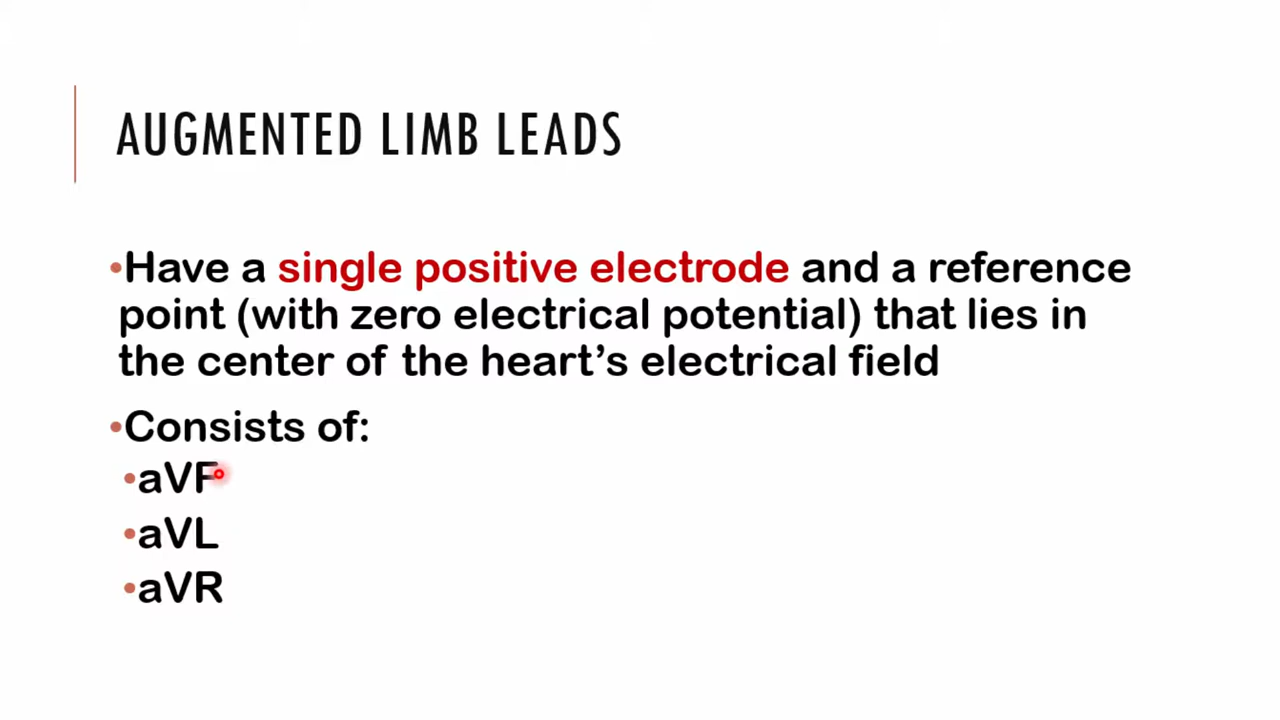 AUGMENTED LIMB LEADS
•Have a single positive electrode and a reference
point (with zero electrical potential) that lies in
the center of the heart’s electrical field
•Consists of:
•aVF
•aVL
•aVR